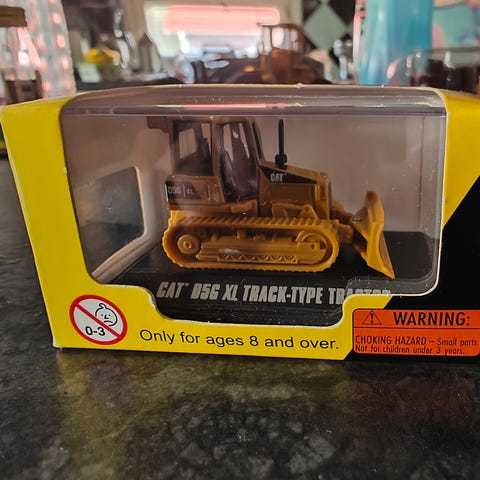 CAT
D5G XL
CAT® D5G XL TRACK-TYPE TRACTOR
0-3
Only for ages 8 and over.
WARNING:
CHOKING HAZARD – Small parts.
Not for children under 3 years.